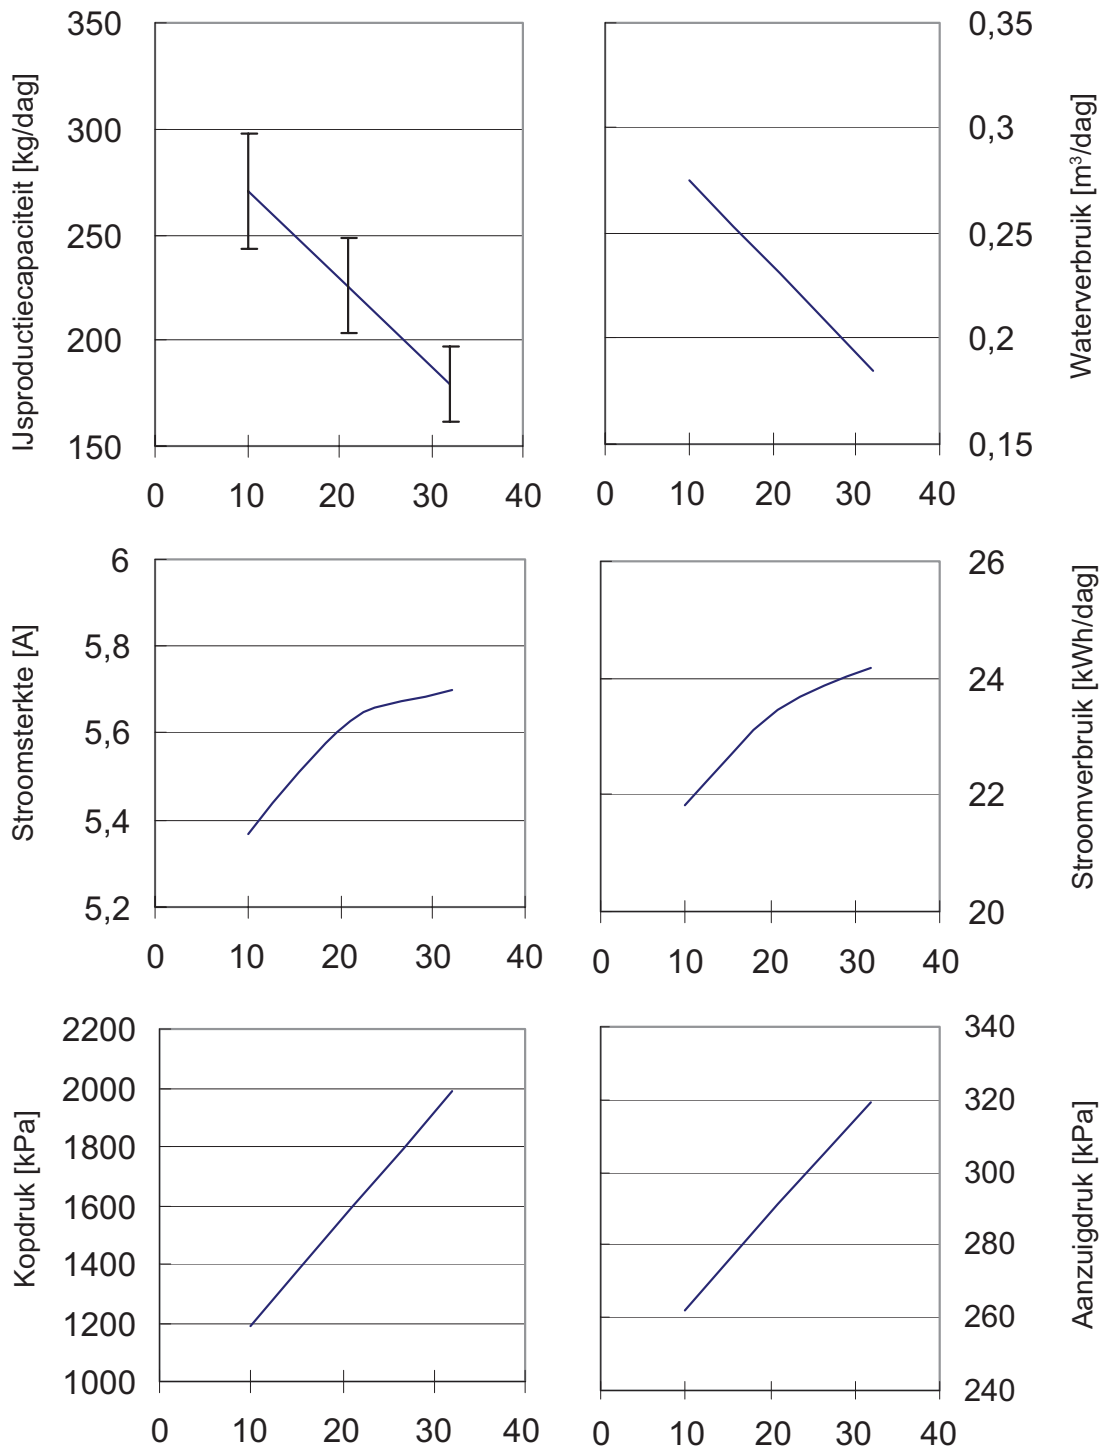 IJsproductiecapaciteit [kg/dag]
350
300
250
200
150
0 10 20 30 40
Waterverbruik [m³/dag]
0,35
0,3
0,25
0,2
0,15
0 10 20 30 40
Stroomsterkte [A]
6
5,8
5,6
5,4
5,2
0 10 20 30 40
Stroomverbruik [kWh/dag]
26
24
22
20
0 10 20 30 40
Kopdruk [kPa]
2200
2000
1800
1600
1400
1200
1000
0 10 20 30 40
Aanzuigdruk [kPa]
340
320
300
280
260
240
0 10 20 30 40